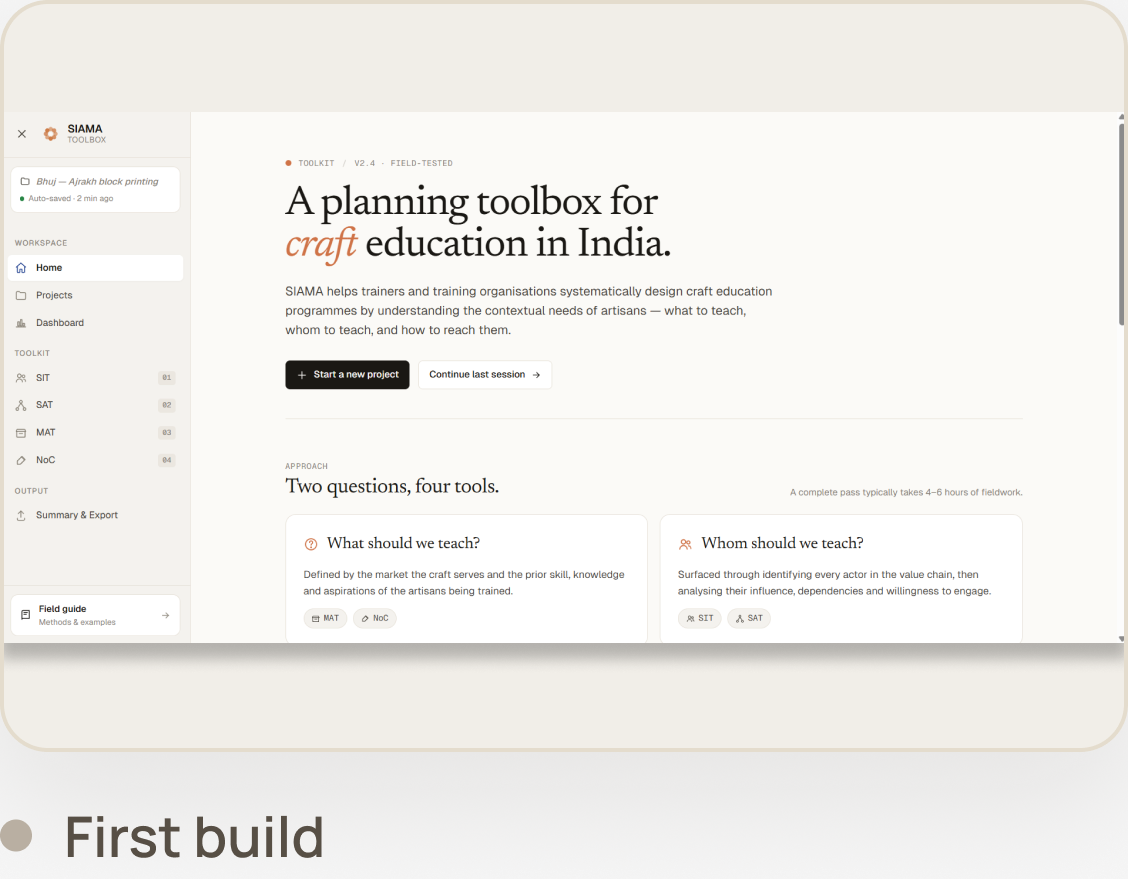 SIAMA
TOOLBOX
Bhuj — Ajrakh block printing
Auto-saved · 2 min ago
WORKSPACE
Home
Projects
Dashboard
TOOLKIT
SIT 01
SAT 02
MAT 03
NoC 04
OUTPUT
Summary & Export
Field guide
Methods & examples
TOOLKIT / V2.4 - FIELD-TESTED
A planning toolbox for
craft education in India.
SIAMA helps trainers and training organisations systematically design craft education
programmes by understanding the contextual needs of artisans — what to teach,
whom to teach, and how to reach them.
Start a new project
Continue last session
APPROACH
Two questions, four tools.
A complete pass typically takes 4–6 hours of fieldwork.
What should we teach?
Defined by the market the craft serves and the prior skill, knowledge
and aspirations of the artisans being trained.
MAT NoC
Whom should we teach?
Surfaced through identifying every actor in the value chain, then
analysing their influence, dependencies and willingness to engage.
SIT SAT
First build